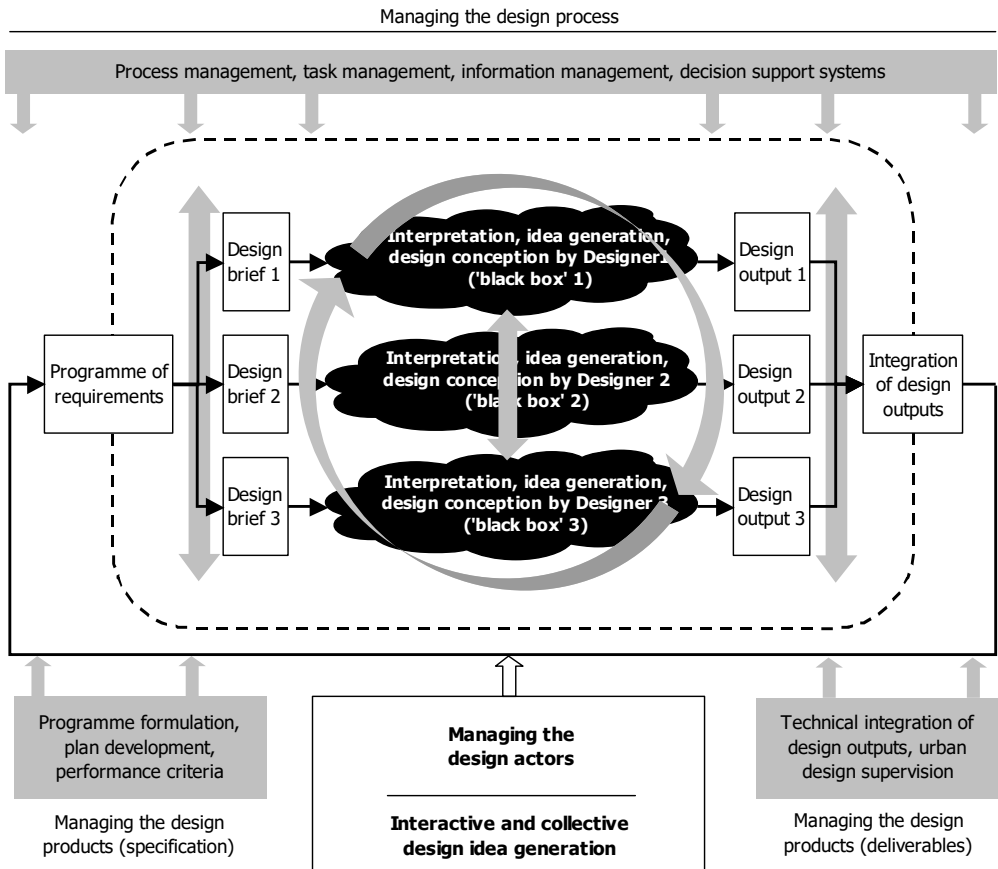 Managing the design process
Process management, task management, information management, decision support systems
Design
brief 1
Interpretation, idea generation,
design conception by Designer1
('black box' 1)
Design
output 1
Programme of
requirements
Design
brief 2
Interpretation, idea generation,
design conception by Designer 2
('black box' 2)
Design
output 2
Integration
of design
outputs
Design
brief 3
Interpretation, idea generation,
design conception by Designer 3
('black box' 3)
Design
output 3
Programme formulation,
plan development,
performance criteria
Managing the design
products (specification)
Managing the
design actors
Interactive and collective
design idea generation
Technical integration of
design outputs, urban
design supervision
Managing the design
products (deliverables)